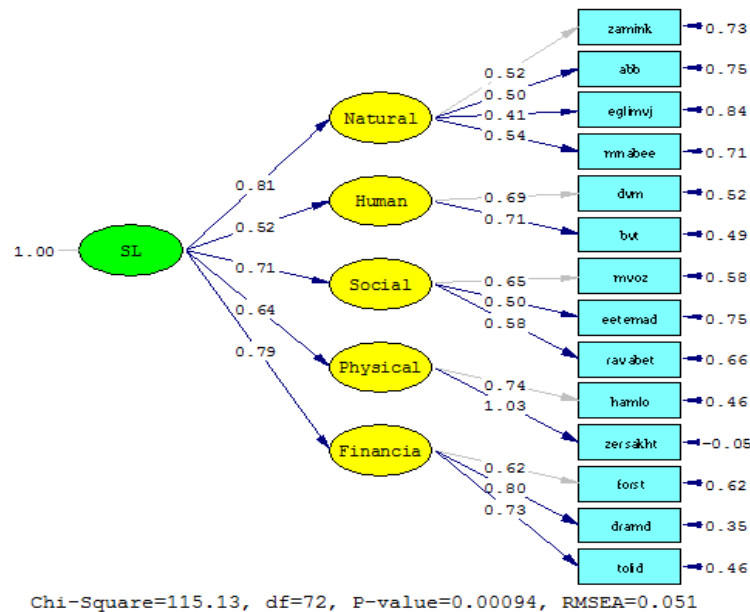 zamink 0.73
0.52
abb 0.75
0.50
eglimvj 0.84
Natural
0.41
0.54
mnabee 0.71
0.81
0.69
dvm 0.52
Human
0.71
bvt 0.49
0.52
1.00 SL
0.65
mvoz 0.58
0.71
Social
0.50
eetemad 0.75
0.64
0.58
ravabet 0.66
0.79
Physical
0.74
hamlo 0.46
1.03
zersakht -0.05
Financia
0.62
forst 0.62
0.80
dramd 0.35
0.73
tolid 0.46
Chi-Square=115.13, df=72, P-value=0.00094, RMSEA=0.051